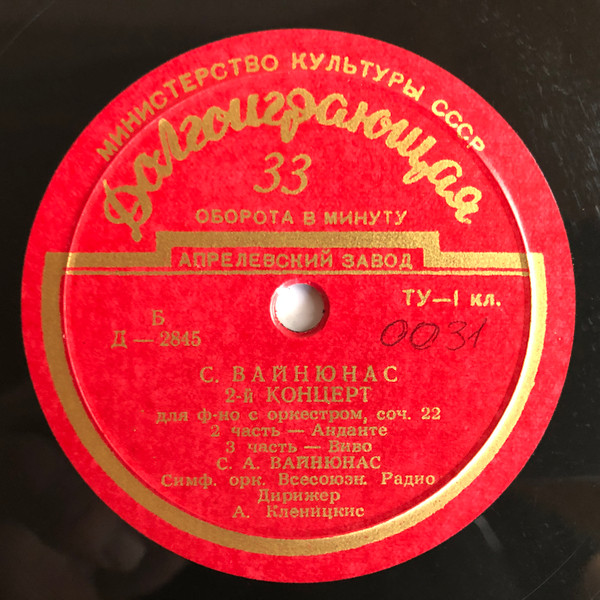 МИНИСТЕРСТВО КУЛЬТУРЫ СССР
Долгоиграющая
33
ОБОРОТА В МИНУТУ
АПРЕЛЕВСКИЙ ЗАВОД
ТУ—1 кл.
Б
Д—2845
0031
С. ВАЙНЮНАС
2-й КОНЦЕРТ
для ф-но с оркестром, соч. 22
2 часть — Анданте
3 часть — Виво
С. А. ВАЙНЮНАС
Симф. орк. Всесоюзн. Радио
Дирижер
А. Кленицкис